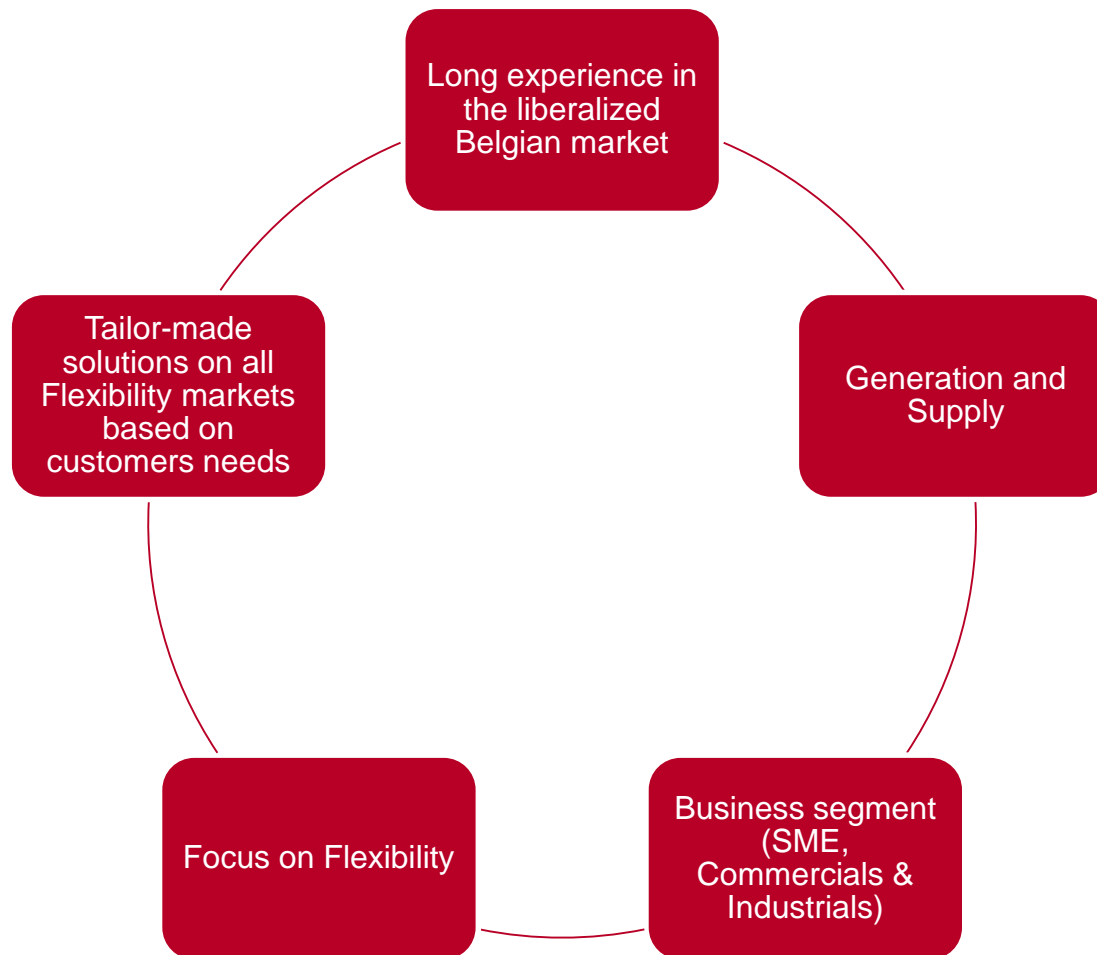 Long experience in
the liberalized
Belgian market
Generation and
Supply
Business segment
(SME,
Commercials &
Industrials)
Focus on Flexibility
Tailor-made
solutions on all
Flexibility markets
based on
customers needs